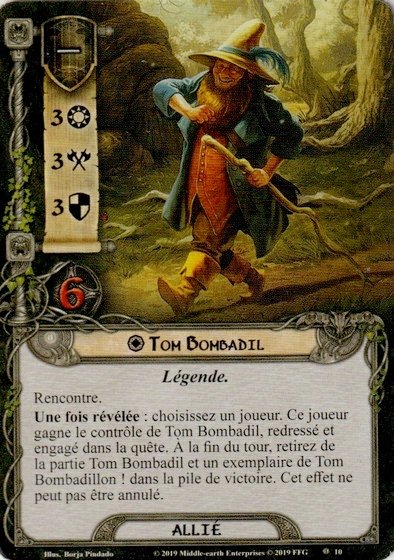 –
3
3
3
6
Tom Bombadil
Légende.
Rencontre.
Une fois révélée : choisissez un joueur. Ce joueur
gagne le contrôle de Tom Bombadil, redressé et
engagé dans la quête. À la fin du tour, retirez de
la partie Tom Bombadil et un exemplaire de Tom
Bombadillon ! dans la pile de victoire. Cet effet ne
peut pas être annulé.
ALLIÉ
Illus. Borja Pindado © 2019 Middle-earth Enterprises © 2019 FFG 10